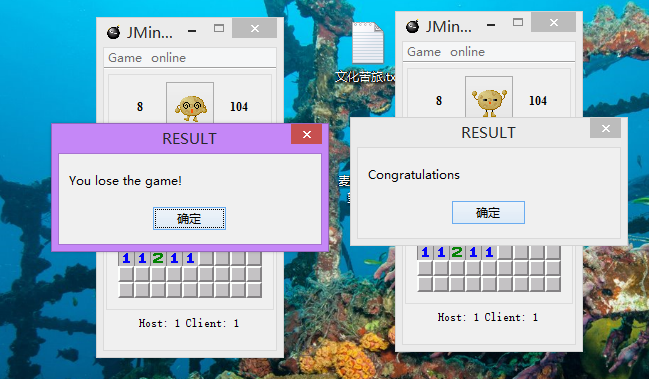 JMin...
Game online
8 104
RESULT
You lose the game!
确定
1 1 2 1 1
Host: 1 Client: 1
文化苦旅.tx
JMin...
Game online
8 104
RESULT
Congratulations
确定
1 1 2 1 1
Host: 1 Client: 1